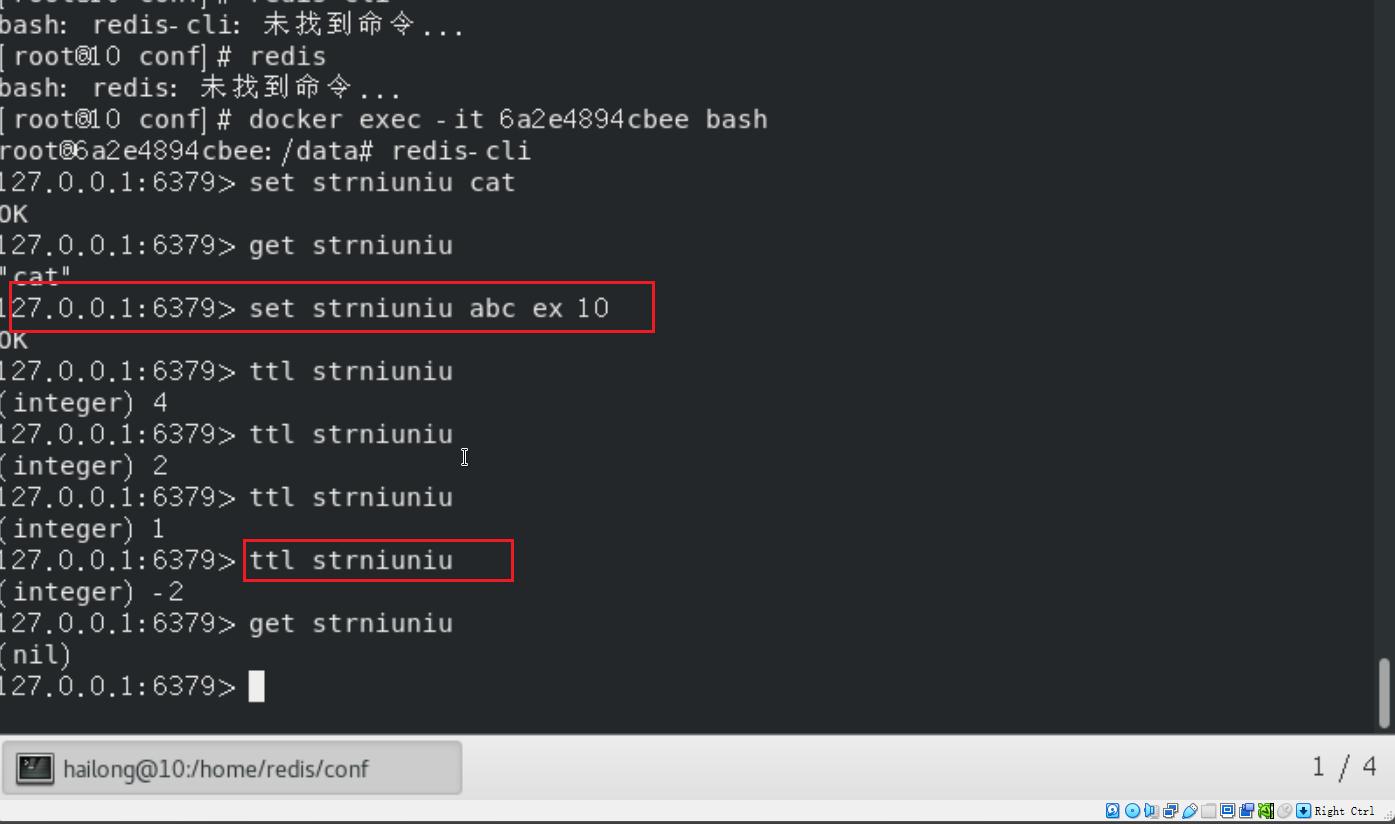 bash: redis-cli: 未找到命令...
[root@10 conf]# redis
bash: redis: 未找到命令...
[root@10 conf]# docker exec -it 6a2e4894cbee bash
root@6a2e4894cbee:/data# redis-cli
127.0.0.1:6379> set strniuniu cat
OK
127.0.0.1:6379> get strniuniu
"cat"
127.0.0.1:6379> set strniuniu abc ex 10
OK
127.0.0.1:6379> ttl strniuniu
(integer) 4
127.0.0.1:6379> ttl strniuniu
(integer) 2
127.0.0.1:6379> ttl strniuniu
(integer) 1
127.0.0.1:6379> ttl strniuniu
(integer) -2
127.0.0.1:6379> get strniuniu
(nil)
127.0.0.1:6379>
hailong@10:/home/redis/conf
1 / 4
Right Ctrl